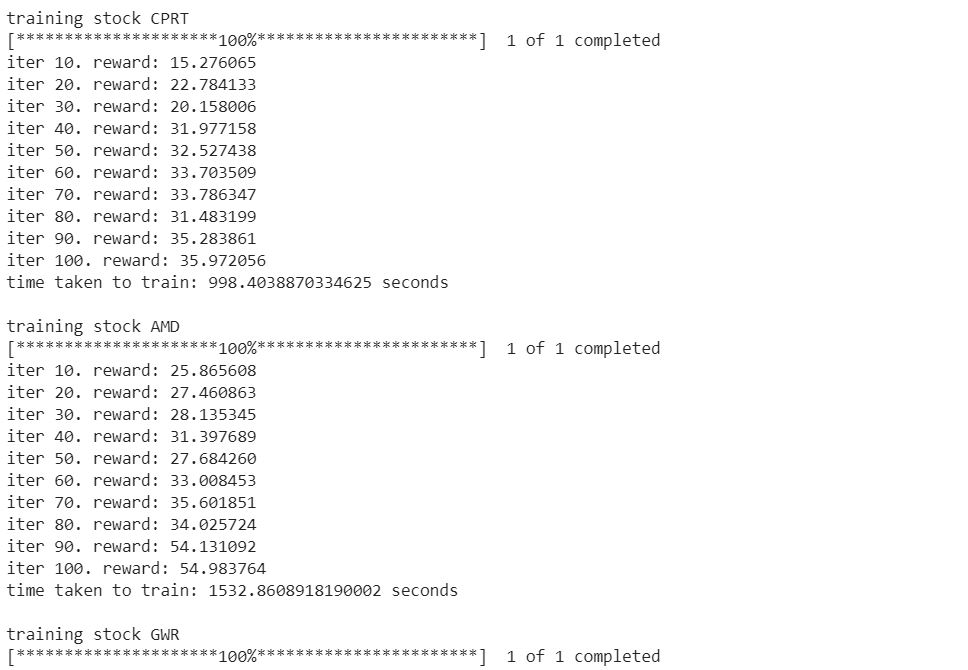 training stock CPRT
[*********************100%***********************]  1 of 1 completed
iter 10. reward: 15.276065
iter 20. reward: 22.784133
iter 30. reward: 20.158006
iter 40. reward: 31.977158
iter 50. reward: 32.527438
iter 60. reward: 33.703509
iter 70. reward: 33.786347
iter 80. reward: 31.483199
iter 90. reward: 35.283861
iter 100. reward: 35.972056
time taken to train: 998.4038870334625 seconds
training stock AMD
[*********************100%***********************]  1 of 1 completed
iter 10. reward: 25.865608
iter 20. reward: 27.460863
iter 30. reward: 28.135345
iter 40. reward: 31.397689
iter 50. reward: 27.684260
iter 60. reward: 33.008453
iter 70. reward: 35.601851
iter 80. reward: 34.025724
iter 90. reward: 54.131092
iter 100. reward: 54.983764
time taken to train: 1532.8608918190002 seconds
training stock GWR
[*********************100%***********************]  1 of 1 completed